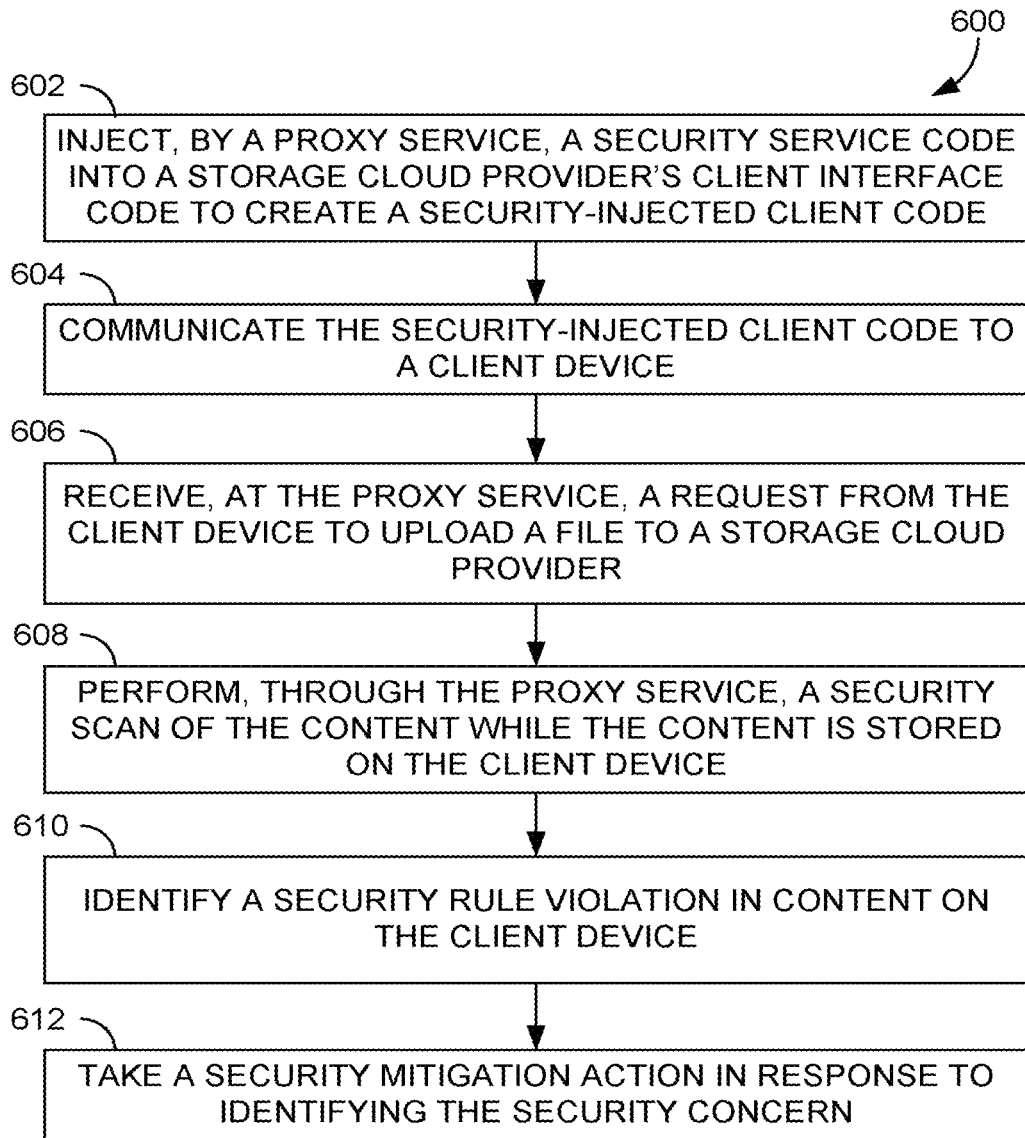 600
602
INJECT, BY A PROXY SERVICE, A SECURITY SERVICE CODE
INTO A STORAGE CLOUD PROVIDER'S CLIENT INTERFACE
CODE TO CREATE A SECURITY-INJECTED CLIENT CODE
604
COMMUNICATE THE SECURITY-INJECTED CLIENT CODE TO
A CLIENT DEVICE
606
RECEIVE, AT THE PROXY SERVICE, A REQUEST FROM THE
CLIENT DEVICE TO UPLOAD A FILE TO A STORAGE CLOUD
PROVIDER
608
PERFORM, THROUGH THE PROXY SERVICE, A SECURITY
SCAN OF THE CONTENT WHILE THE CONTENT IS STORED
ON THE CLIENT DEVICE
610
IDENTIFY A SECURITY RULE VIOLATION IN CONTENT ON
THE CLIENT DEVICE
612
TAKE A SECURITY MITIGATION ACTION IN RESPONSE TO
IDENTIFYING THE SECURITY CONCERN